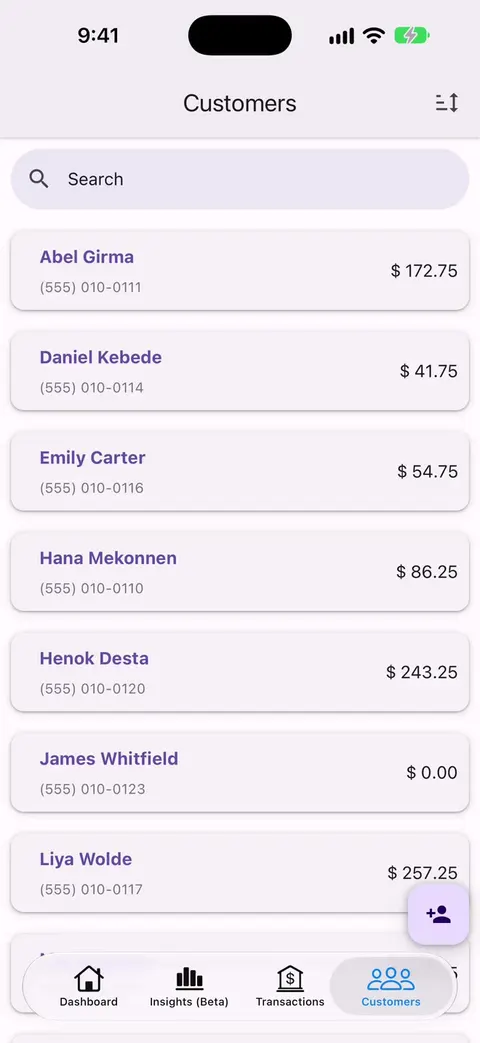 9:41
Customers
Search
Abel Girma
(555) 010-0111
$ 172.75
Daniel Kebede
(555) 010-0114
$ 41.75
Emily Carter
(555) 010-0116
$ 54.75
Hana Mekonnen
(555) 010-0110
$ 86.25
Henok Desta
(555) 010-0120
$ 243.25
James Whitfield
(555) 010-0123
$ 0.00
Liya Wolde
(555) 010-0117
$ 257.25
Dashboard
Insights (Beta)
Transactions
Customers